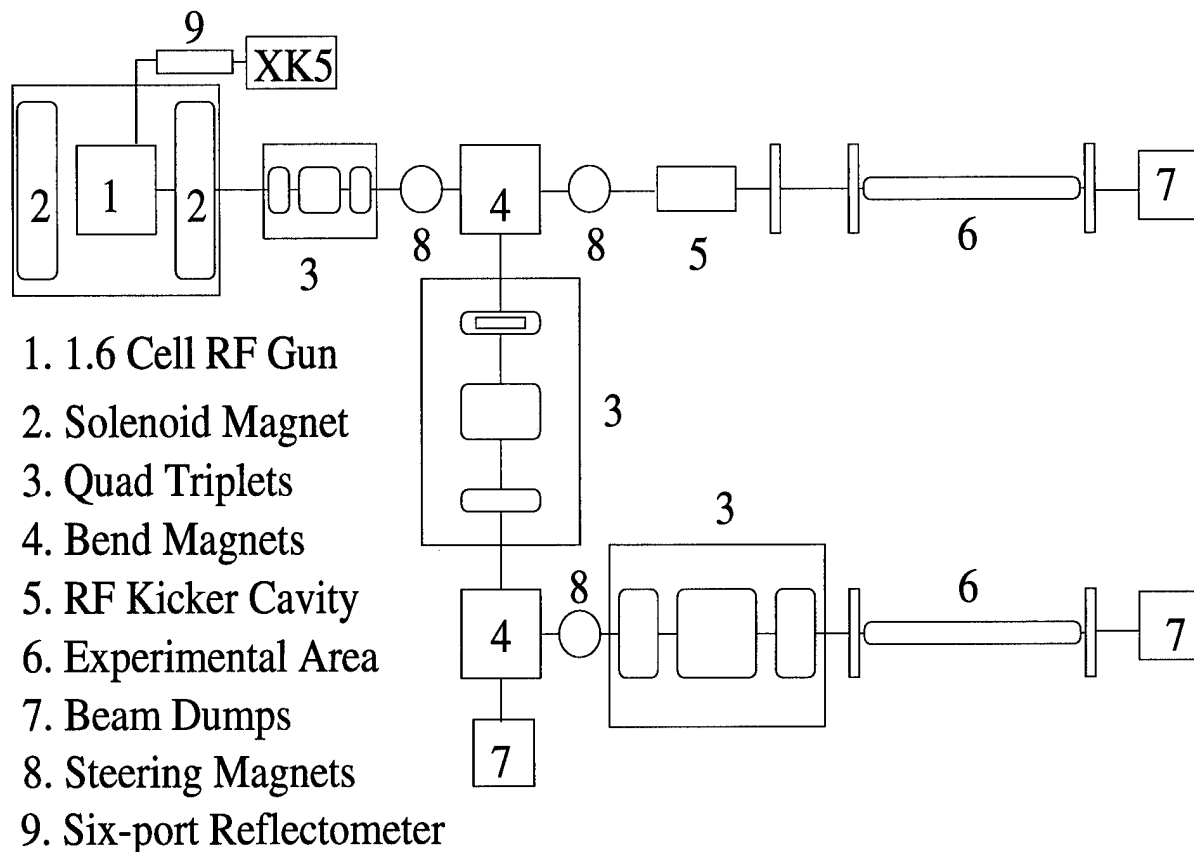 9
XK5
2
1
2
3
8
4
8
5
6
7
3
1. 1.6 Cell RF Gun
2. Solenoid Magnet
3. Quad Triplets
4. Bend Magnets
5. RF Kicker Cavity
6. Experimental Area
7. Beam Dumps
8. Steering Magnets
9. Six-port Reflectometer
3
8
6
4
7
7